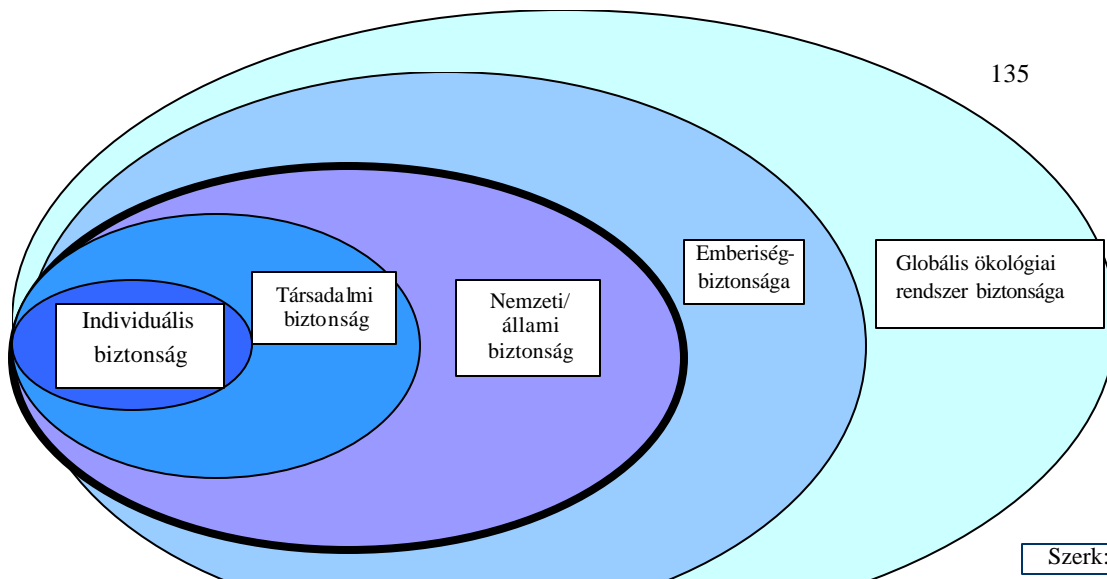 135
Individuális
biztonság
Társadalmi
biztonság
Nemzeti/
állami
biztonság
Emberiség-
biztonsága
Globális ökológiai
rendszer biztonsága
Szerk: